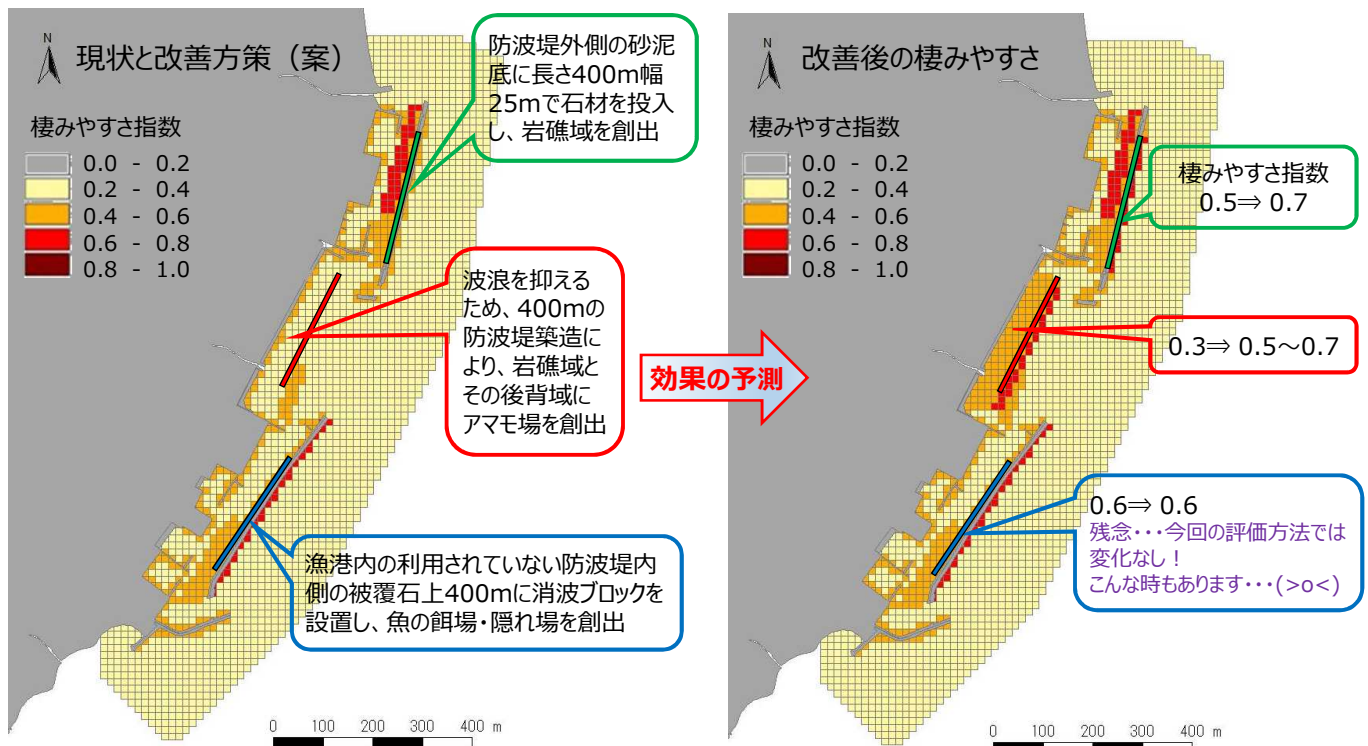 N
現状と改善方策（案）
棲みやすさ指数
0.0 - 0.2
0.2 - 0.4
0.4 - 0.6
0.6 - 0.8
0.8 - 1.0
防波堤外側の砂泥
底に長さ400m幅
25mで石材を投入
し、岩礁域を創出
波浪を抑える
ため、400mの
防波堤築造に
より、岩礁域と
その後背域に
アマモ場を創出
漁港内の利用されていない防波堤内
側の被覆石上400mに消波ブロックを
設置し、魚の餌場・隠れ場を創出
0 100 200 300 400 m
効果の予測
N
改善後の棲みやすさ
棲みやすさ指数
0.0 - 0.2
0.2 - 0.4
0.4 - 0.6
0.6 - 0.8
0.8 - 1.0
棲みやすさ指数
0.5⇒ 0.7
0.3⇒ 0.5～0.7
0.6⇒ 0.6
残念・・・今回の評価方法では
変化なし！
こんな時もあります・・・(>o<)
0 100 200 300 400 m